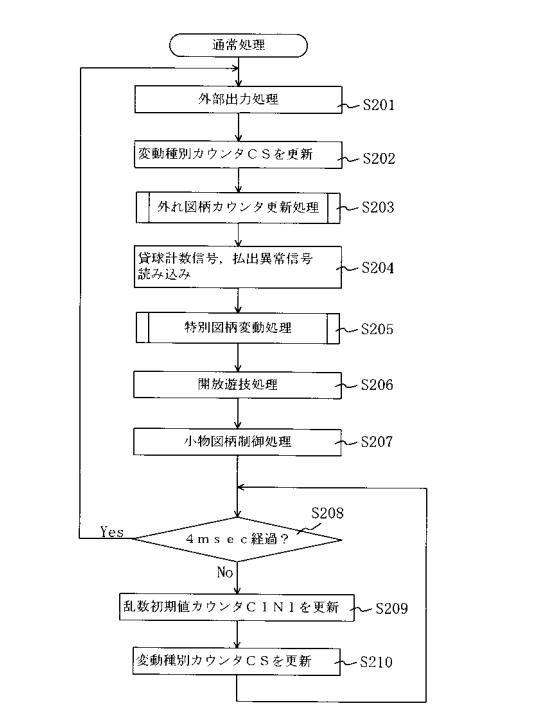 通常処理
外部出力処理
S201
変動種別カウンタＣＳを更新
S202
外れ図柄カウンタ更新処理
S203
貸球計数信号，払出異常信号
読み込み
S204
特別図柄変動処理
S205
開放遊技処理
S206
小物図柄制御処理
S207
S208
Yes
４ｍｓｅｃ経過？
No
乱数初期値カウンタＣＩＮＩを更新
S209
変動種別カウンタＣＳを更新
S210